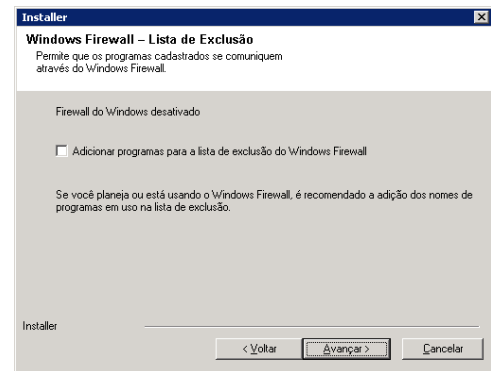 Installer
Windows Firewall – Lista de Exclusão
Permite que os programas cadastrados se comuniquem
através do Windows Firewall.
Firewall do Windows desativado
Adicionar programas para a lista de exclusão do Windows Firewall
Se você planeja ou está usando o Windows Firewall, é recomendado a adição dos nomes de
programas em uso na lista de exclusão.
Installer
< Voltar
Avançar >
Cancelar